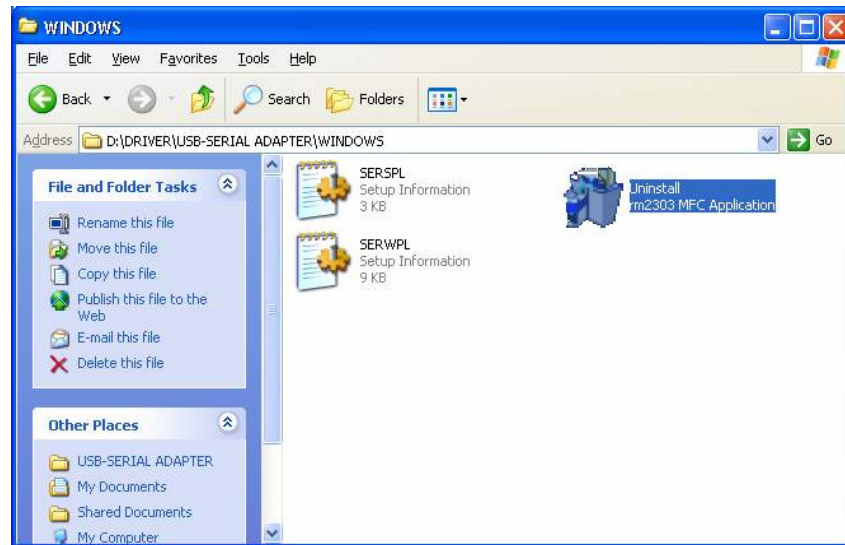 WINDOWS
File Edit View Favorites Tools Help
Back Search Folders
Address D:\DRIVER\USB-SERIAL ADAPTER\WINDOWS Go
File and Folder Tasks
Rename this file
Move this file
Copy this file
Publish this file to the
Web
E-mail this file
Delete this file
Other Places
USB-SERIAL ADAPTER
My Documents
Shared Documents
My Computer
SERSPL
Setup Information
3 KB
SERWPL
Setup Information
9 KB
Uninstall
rm2303 MFC Application